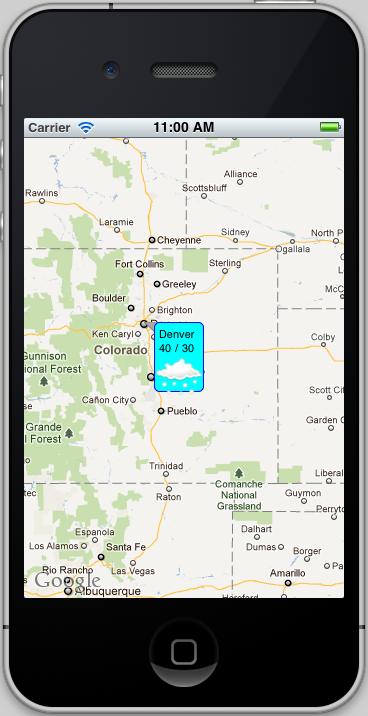 Carrier 11:00 AM
Alliance
Rawlins
Scottsbluff
Laramie
Sidney
North P
Cheyenne
Ogallala
Fort Collins
Sterling
Greeley
McC
Boulder
Brighton
Ken Caryl
Denver
40 / 30
Colby
Colorado
Gunnison
ional Forest
Scott Cit
Cañon City
Pueblo
Garden C
Grande
l Forest
Trinidad
Liberal
Comanche
National
Grassland
tec
Raton
Guymon
Perryto
Dalhart
Espanola
Los Alamos
Santa Fe
Dumas
Borger
Las Vegas
Pa
Rio Rancho
Google
Amarillo
Albuquerque
Hereford